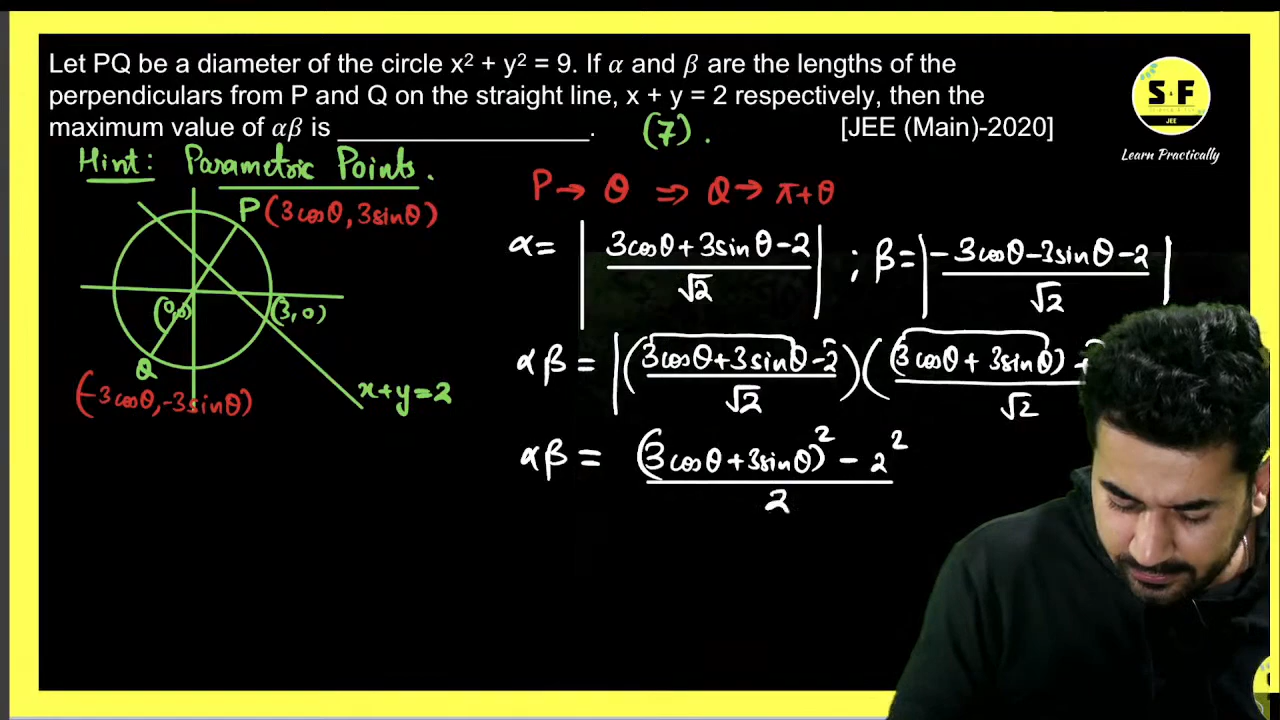 Let PQ be a diameter of the circle x² + y² = 9. If α and β are the lengths of the
perpendiculars from P and Q on the straight line, x + y = 2 respectively, then the
maximum value of αβ is ______________. (7). [JEE (Main)-2020]
S F
JEE
Learn Practically
Hint: Parametric Points.
P → θ ⇒ Q → π+θ
P(3cosθ, 3sinθ)
α = |(3cosθ + 3sinθ - 2)/√2| ; β = |(-3cosθ - 3sinθ - 2)/√2|
(0,0)
(3, 0)
Q
(-3cosθ, -3sinθ)
x+y=2
αβ = |((3cosθ + 3sinθ - 2)/√2)((3cosθ + 3sinθ) + /√2
αβ = ((3cosθ + 3sinθ)² - 2²)/2